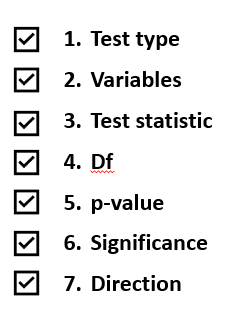 1. Test type
2. Variables
3. Test statistic
4. Df
5. p-value
6. Significance
7. Direction